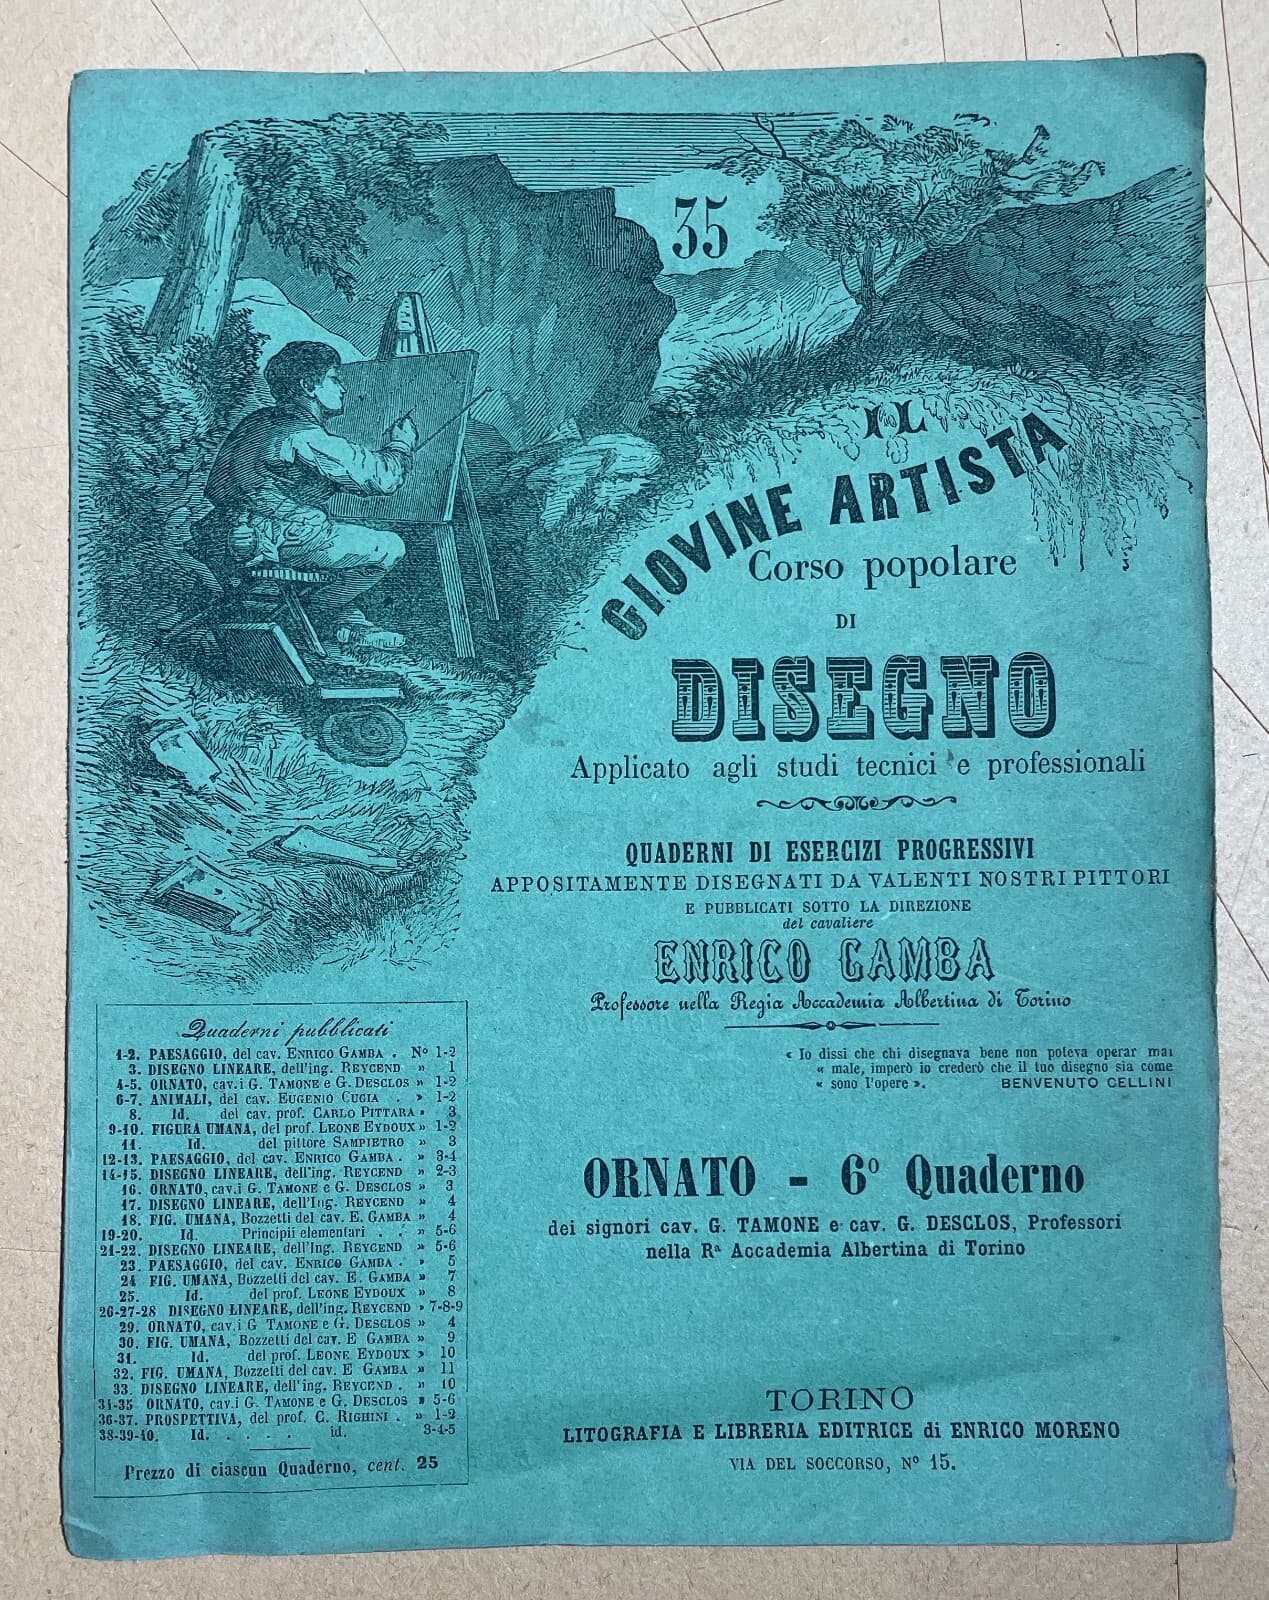 35
IL
GIOVINE ARTISTA
Corso popolare
DI
DISEGNO
Applicato agli studi tecnici e professionali
QUADERNI DI ESERCIZI PROGRESSIVI
APPOSITAMENTE DISEGNATI DA VALENTI NOSTRI PITTORI
E PUBBLICATI SOTTO LA DIREZIONE
del cavaliere
ENRICO GAMBA
Professore nella Regia Accademia Albertina di Torino
« Io dissi che chi disegnava bene non poteva operar mai
« male, imperò io crederò che il tuo disegno sia come
« sono l'opere ». BENVENUTO CELLINI
ORNATO - 6º Quaderno
dei signori cav. G. TAMONE e cav. G. DESCLOS, Professori
nella Rª Accademia Albertina di Torino
TORINO
LITOGRAFIA E LIBRERIA EDITRICE di ENRICO MORENO
VIA DEL SOCCORSO, Nº 15.
Quaderni pubblicati
1-2. PAESAGGIO, del cav. ENRICO GAMBA . Nº 1-2
3. DISEGNO LINEARE, dell'ing. REYCEND » 1
4-5. ORNATO, cav.i G. TAMONE e G. DESCLOS » 1-2
6-7. ANIMALI, del cav. EUGENIO CUGIA . » 1-2
8. Id. del cav. prof. CARLO PITTARA » 3
9-10. FIGURA UMANA, del prof. LEONE EYDOUX » 1-2
11. Id. del pittore SAMPIETRO » 3
12-13. PAESAGGIO, del cav. ENRICO GAMBA . » 3-4
14-15. DISEGNO LINEARE, dell'ing. REYCEND » 2-3
16. ORNATO, cav.i G. TAMONE e G. DESCLOS » 3
17. DISEGNO LINEARE, dell'Ing. REYCEND » 4
18. FIG. UMANA, Bozzetti del cav. E. GAMBA » 4
19-20. Id. Principii elementari . . » 5-6
21-22. DISEGNO LINEARE, dell'Ing. REYCEND » 5-6
23. PAESAGGIO, del cav. ENRICO GAMBA . » 5
24 FIG. UMANA, Bozzetti del cav. E. GAMBA » 7
25. Id. del prof. LEONE EYDOUX » 8
26-27-28 DISEGNO LINEARE, dell'ing. REYCEND » 7-8-9
29. ORNATO, cav.i G TAMONE e G. DESCLOS » 4
30. FIG. UMANA, Bozzetti del cav. E GAMBA » 9
31. Id. del prof. LEONE EYDOUX » 10
32. FIG. UMANA, Bozzetti del cav. E GAMBA » 11
33. DISEGNO LINEARE, dell'ing. REYCEND . » 10
34-35 ORNATO, cav.i G. TAMONE e G. DESCLOS » 5-6
36-37. PROSPETTIVA, del prof. C. RIGHINI . » 1-2
38-39-40. Id. . . . . . id. 3-4-5
Prezzo di ciascun Quaderno, cent. 25